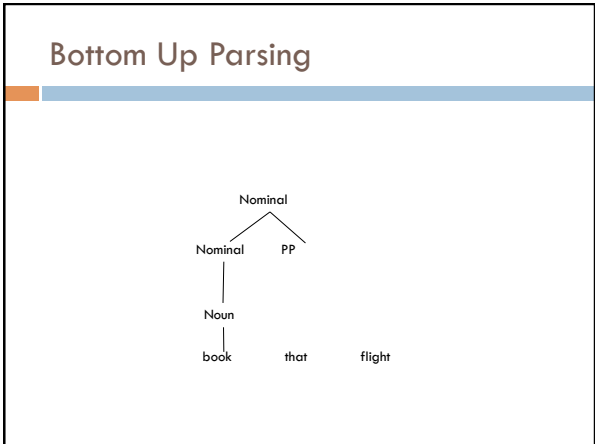 Bottom Up Parsing
Nominal
Nominal PP
Noun
book that flight